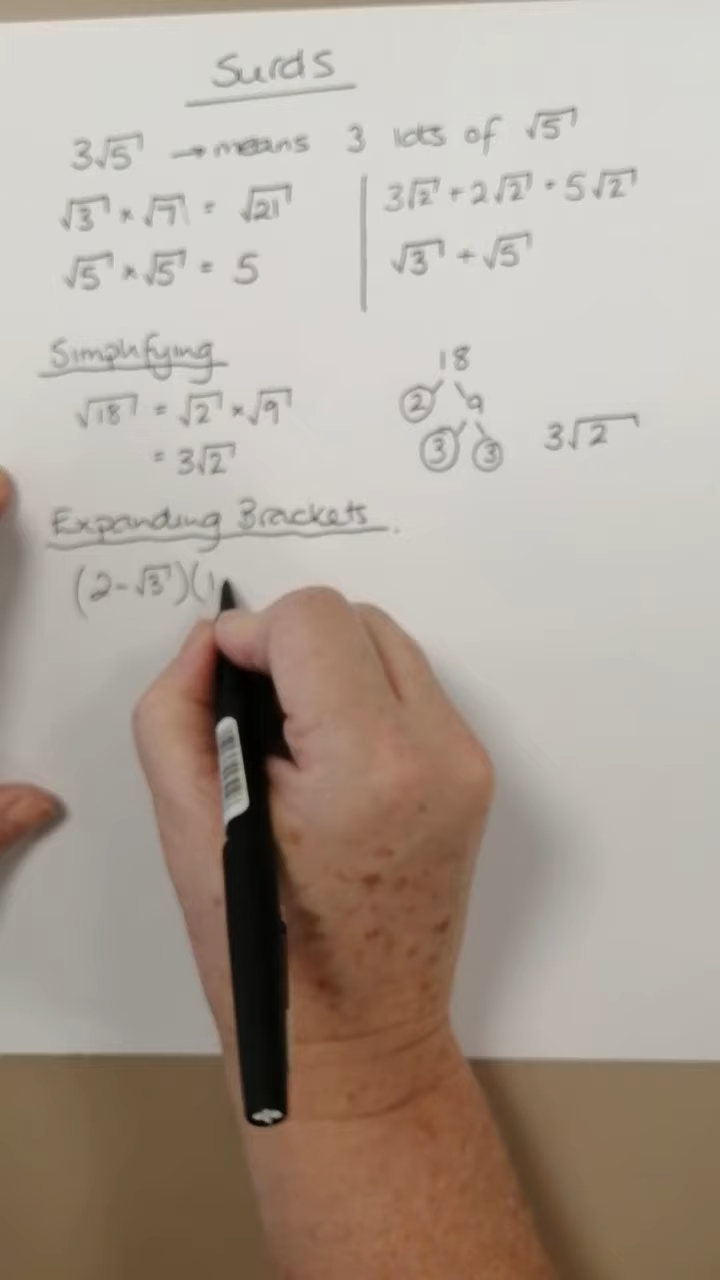 Surds
3√5 → means 3 lots of √5
√3 × √7 = √21
√5 × √5 = 5
3√2 + 2√2 = 5√2
√3 + √5
Simplifying
√18 = √2 × √9
= 3√2
18
2 9
3 3
3√2
Expanding Brackets.
(2-√3)(1